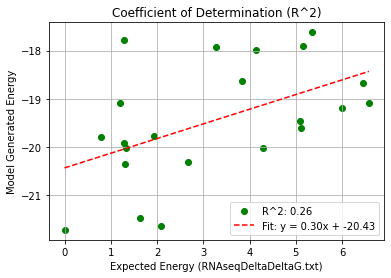 Coefficient of Determination (R^2)
Model Generated Energy
−18
−19
−20
−21
R^2: 0.26
Fit: y = 0.30x + -20.43
0 1 2 3 4 5 6
Expected Energy (RNAseqDeltaDeltaG.txt)